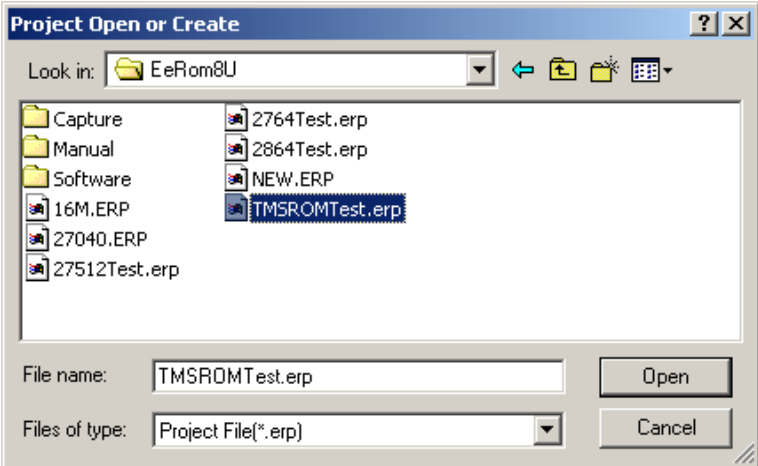 Project Open or Create
Look in: EeRom8U
Capture
Manual
Software
16M.ERP
27040.ERP
27512Test.erp
2764Test.erp
2864Test.erp
NEW.ERP
TMSROMTest.erp
File name: TMSROMTest.erp Open
Files of type: Project File(*.erp) Cancel